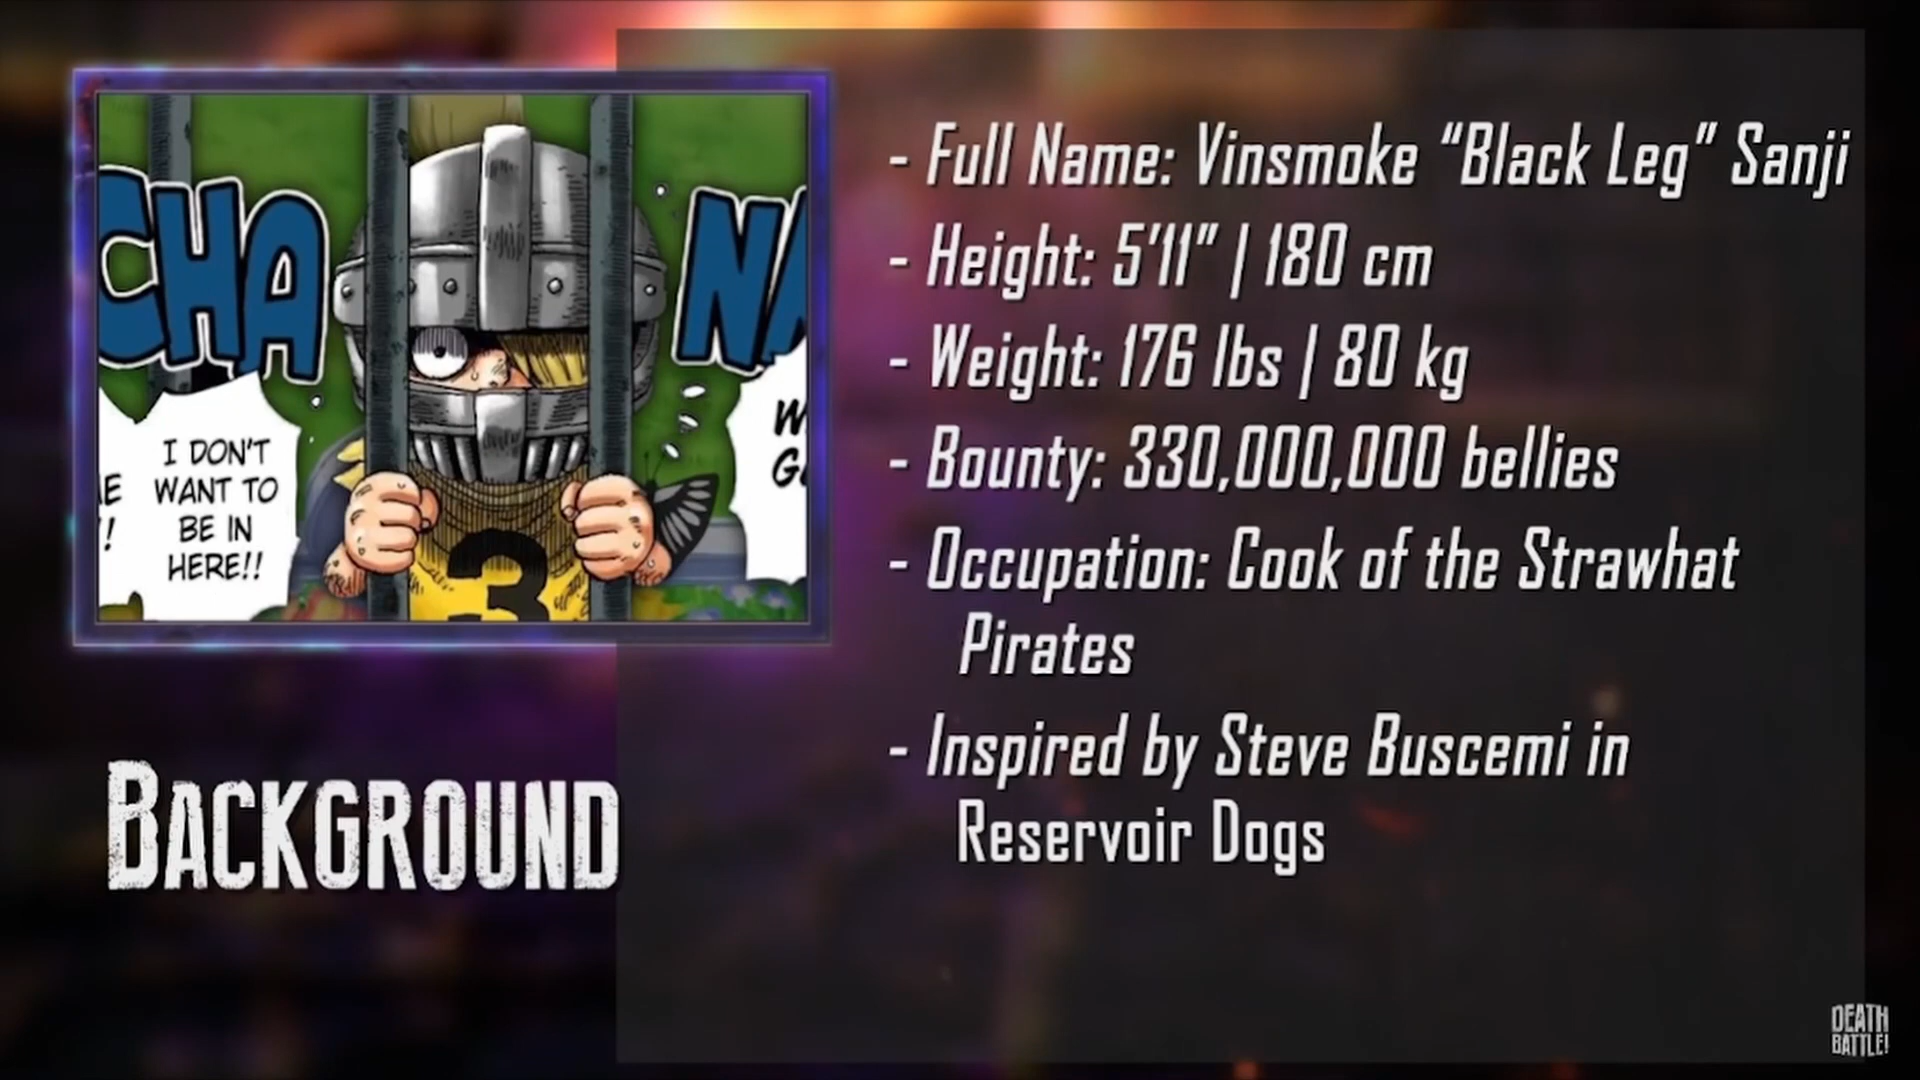 CHA
NA
I DON'T
WANT TO
BE IN
HERE!!
BACKGROUND
- Full Name: Vinsmoke “Black Leg” Sanji
- Height: 5’11” | 180 cm
- Weight: 176 lbs | 80 kg
- Bounty: 330,000,000 bellies
- Occupation: Cook of the Strawhat
Pirates
- Inspired by Steve Buscemi in
Reservoir Dogs
3
DEATH
BATTLE!